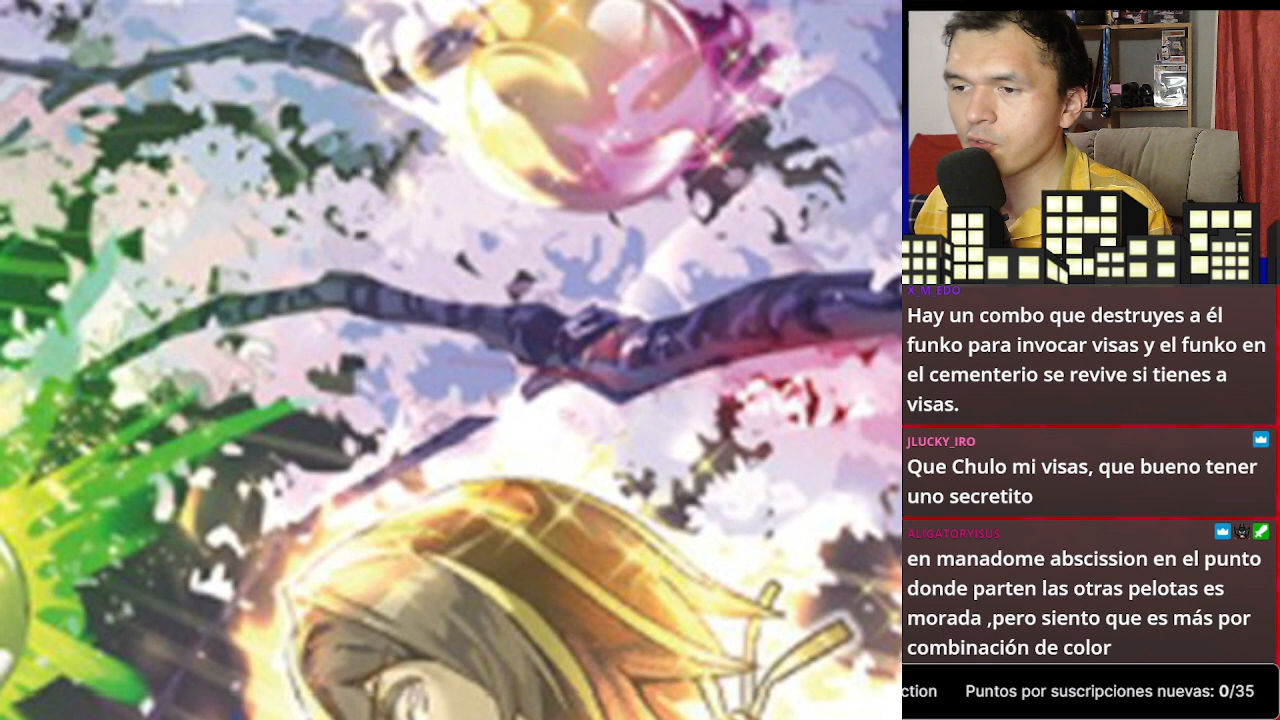 X_M_EDO
Hay un combo que destruyes a él
funko para invocar visas y el funko en
el cementerio se revive si tienes a
visas.
JLUCKY_IRO
Que Chulo mi visas, que bueno tener
uno secretito
ALIGATORYISUS
en manadome abscission en el punto
donde parten las otras pelotas es
morada ,pero siento que es más por
combinación de color
ction Puntos por suscripciones nuevas: 0/35